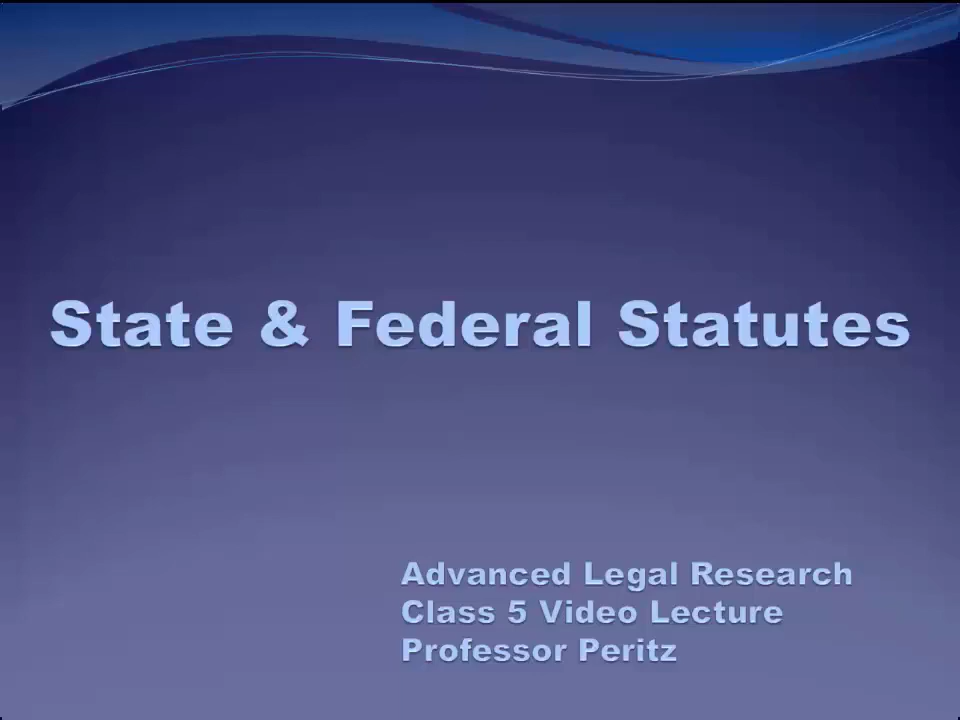 State & Federal Statutes
Advanced Legal Research
Class 5 Video Lecture
Professor Peritz